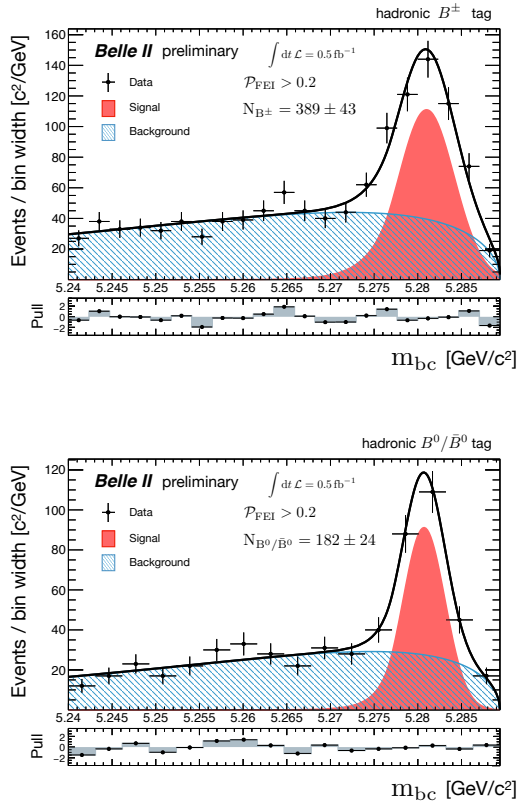 hadronic B± tag
Belle II preliminary
∫ dt 𝓛 = 0.5 fb⁻¹
Data
𝒫FEI > 0.2
Signal
NB± = 389 ± 43
Background
Events / bin width [c²/GeV]
160
140
120
100
80
60
40
20
5.24 5.245 5.25 5.255 5.26 5.265 5.27 5.275 5.28 5.285
Pull
2
0
−2
mbc [GeV/c²]
hadronic B⁰/B̄⁰ tag
Belle II preliminary
∫ dt 𝓛 = 0.5 fb⁻¹
Data
𝒫FEI > 0.2
Signal
NB⁰/B̄⁰ = 182 ± 24
Background
Events / bin width [c²/GeV]
120
100
80
60
40
20
5.24 5.245 5.25 5.255 5.26 5.265 5.27 5.275 5.28 5.285
Pull
2
0
−2
mbc [GeV/c²]